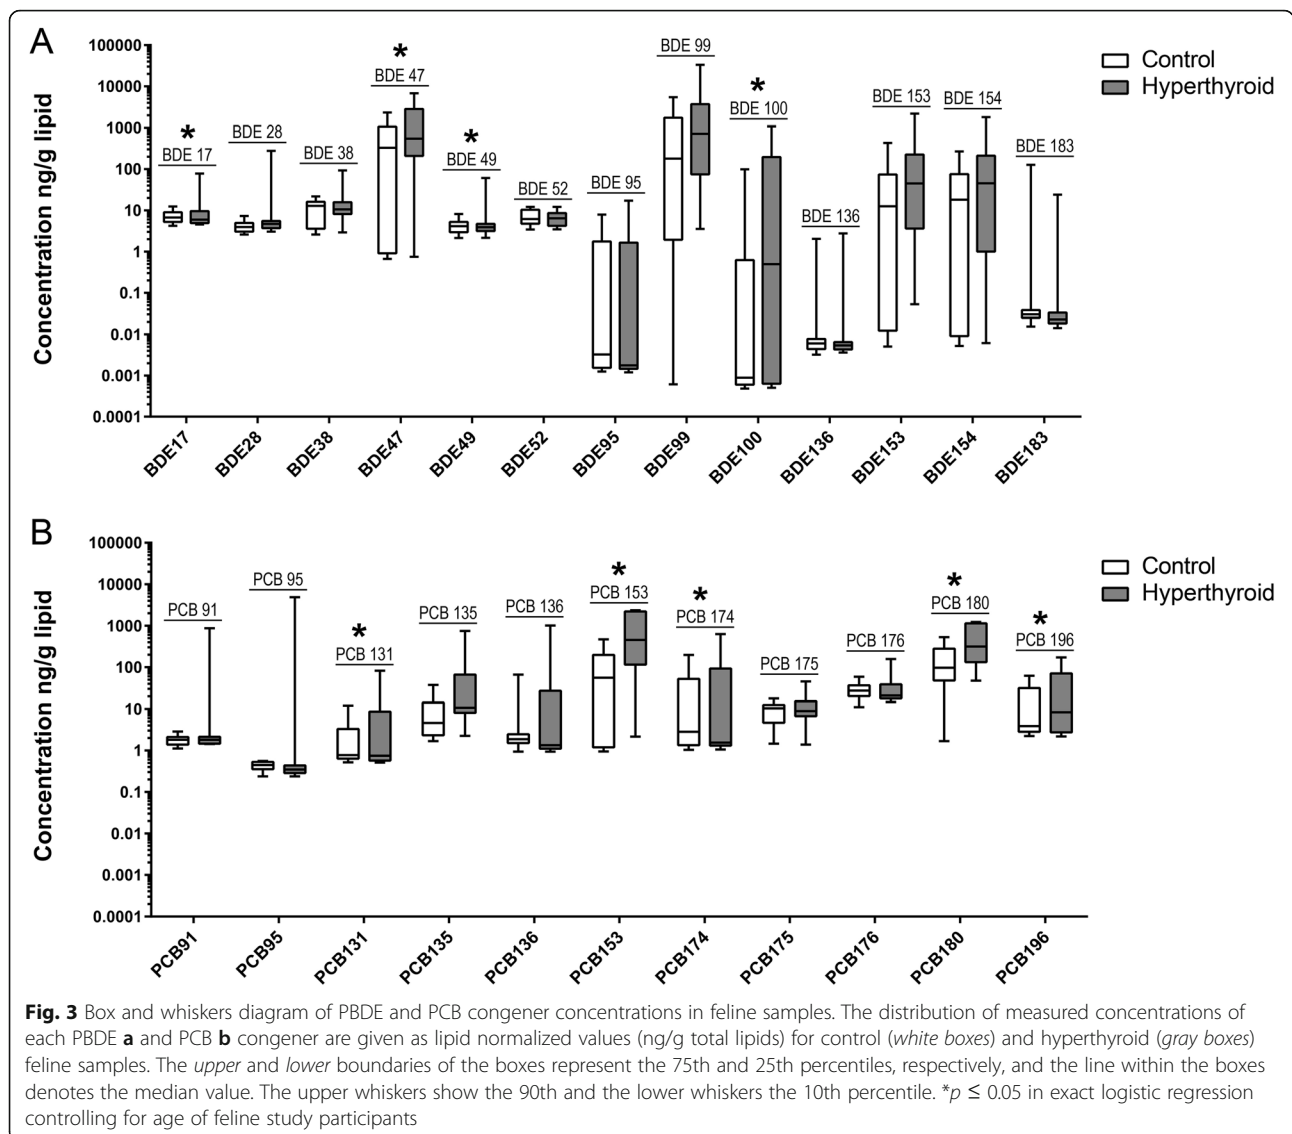 A
100000
10000
1000
100
10
1
0.1
0.01
0.001
0.0001
Concentration ng/g lipid
*
BDE 17
BDE 28
BDE 38
*
BDE 47
*
BDE 49
BDE 52
BDE 95
BDE 99
*
BDE 100
BDE 136
BDE 153
BDE 154
BDE 183
Control
Hyperthyroid
BDE17
BDE28
BDE38
BDE47
BDE49
BDE52
BDE95
BDE99
BDE100
BDE136
BDE153
BDE154
BDE183
B
100000
10000
1000
100
10
1
0.1
0.01
0.001
0.0001
Concentration ng/g lipid
PCB 91
PCB 95
*
PCB 131
PCB 135
PCB 136
*
PCB 153
*
PCB 174
PCB 175
PCB 176
*
PCB 180
*
PCB 196
Control
Hyperthyroid
PCB91
PCB95
PCB131
PCB135
PCB136
PCB153
PCB174
PCB175
PCB176
PCB180
PCB196
Fig. 3 Box and whiskers diagram of PBDE and PCB congener concentrations in feline samples. The distribution of measured concentrations of
each PBDE a and PCB b congener are given as lipid normalized values (ng/g total lipids) for control (white boxes) and hyperthyroid (gray boxes)
feline samples. The upper and lower boundaries of the boxes represent the 75th and 25th percentiles, respectively, and the line within the boxes
denotes the median value. The upper whiskers show the 90th and the lower whiskers the 10th percentile. *p ≤ 0.05 in exact logistic regression
controlling for age of feline study participants